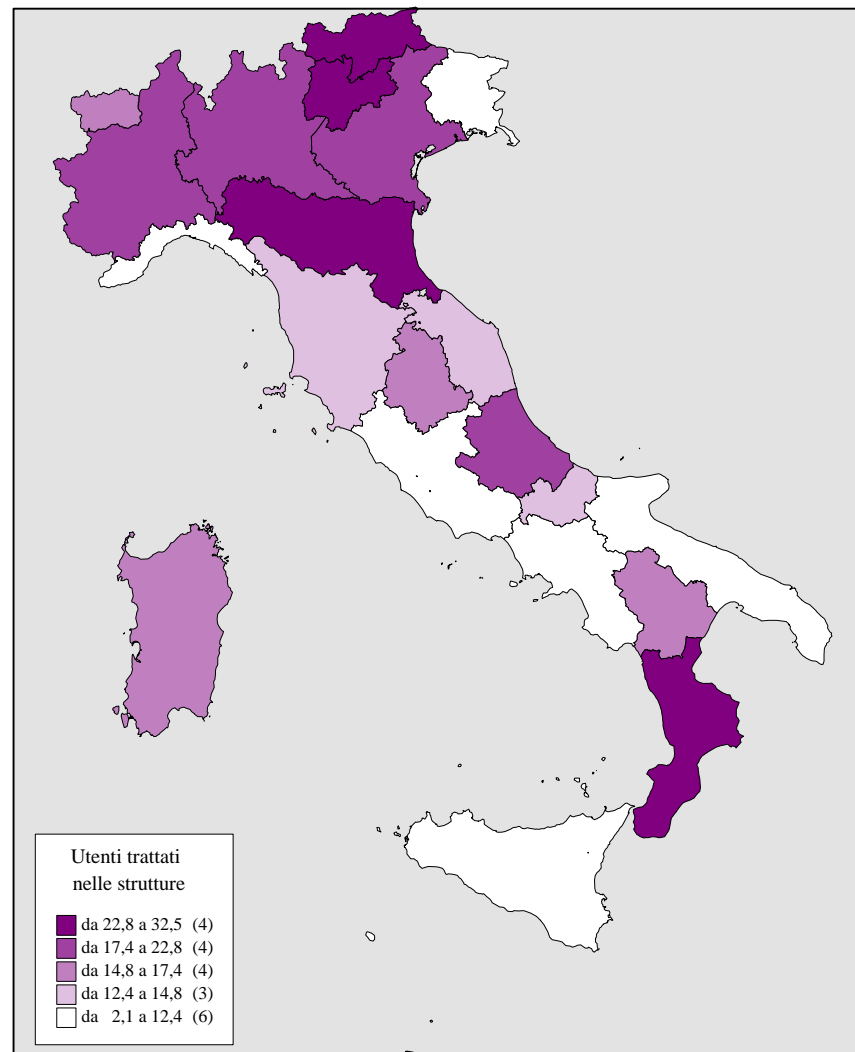 Utenti trattati
nelle strutture
da 22,8 a 32,5 (4)
da 17,4 a 22,8 (4)
da 14,8 a 17,4 (4)
da 12,4 a 14,8 (3)
da 2,1 a 12,4 (6)